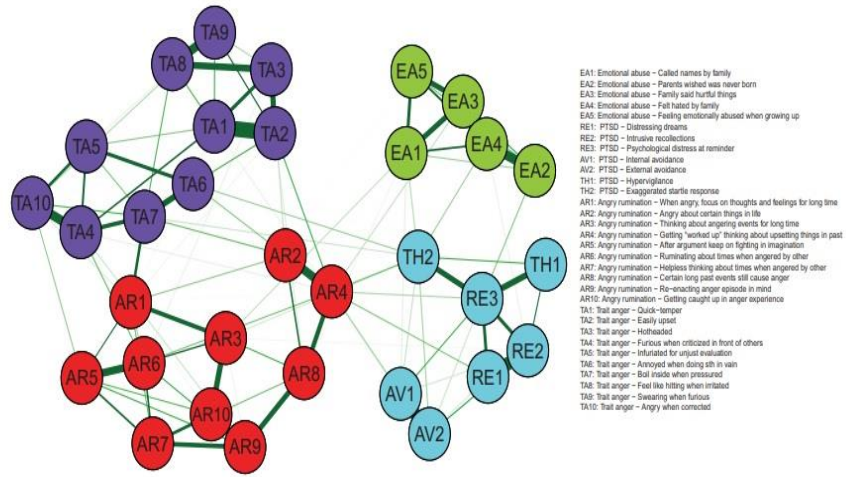 TA9
TA8
TA3
TA1
TA2
TA5
TA6
TA10
TA4
TA7
EA5
EA3
EA1
EA4
EA2
AR2
AR4
AR1
AR3
AR6
AR5
AR8
AR10
AR7
AR9
TH2
TH1
RE3
RE2
RE1
AV1
AV2
EA1: Emotional abuse − Called names by family
EA2: Emotional abuse − Parents wished was never born
EA3: Emotional abuse − Family said hurtful things
EA4: Emotional abuse − Felt hated by family
EA5: Emotional abuse − Feeling emotionally abused when growing up
RE1: PTSD − Distressing dreams
RE2: PTSD − Intrusive recollections
RE3: PTSD − Psychological distress at reminder
AV1: PTSD − Internal avoidance
AV2: PTSD − External avoidance
TH1: PTSD − Hypervigilance
TH2: PTSD − Exaggerated startle response
AR1: Angry rumination − When angry, focus on thoughts and feelings for long time
AR2: Angry rumination − Angry about certain things in life
AR3: Angry rumination − Thinking about angering events for long time
AR4: Angry rumination − Getting "worked up" thinking about upsetting things in past
AR5: Angry rumination − After argument keep on fighting in imagination
AR6: Angry rumination − Ruminating about times when angered by other
AR7: Angry rumination − Helpless thinking about times when angered by other
AR8: Angry rumination − Certain long past events still cause anger
AR9: Angry rumination − Re−enacting anger episode in mind
AR10: Angry rumination − Getting caught up in anger experience
TA1: Trait anger − Quick−temper
TA2: Trait anger − Easily upset
TA3: Trait anger − Hotheaded
TA4: Trait anger − Furious when criticized in front of others
TA5: Trait anger − Infuriated for unjust evaluation
TA6: Trait anger − Annoyed when doing sth in vain
TA7: Trait anger − Boil inside when pressured
TA8: Trait anger − Feel like hitting when irritated
TA9: Trait anger − Swearing when furious
TA10: Trait anger − Angry when corrected